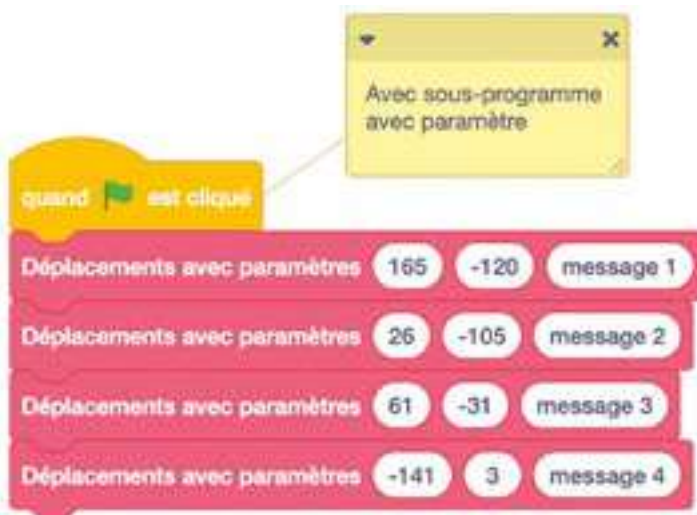 Avec sous-programme
avec paramètre
quand est cliqué
Déplacements avec paramètres 165 -120 message 1
Déplacements avec paramètres 26 -105 message 2
Déplacements avec paramètres 61 -31 message 3
Déplacements avec paramètres -141 3 message 4